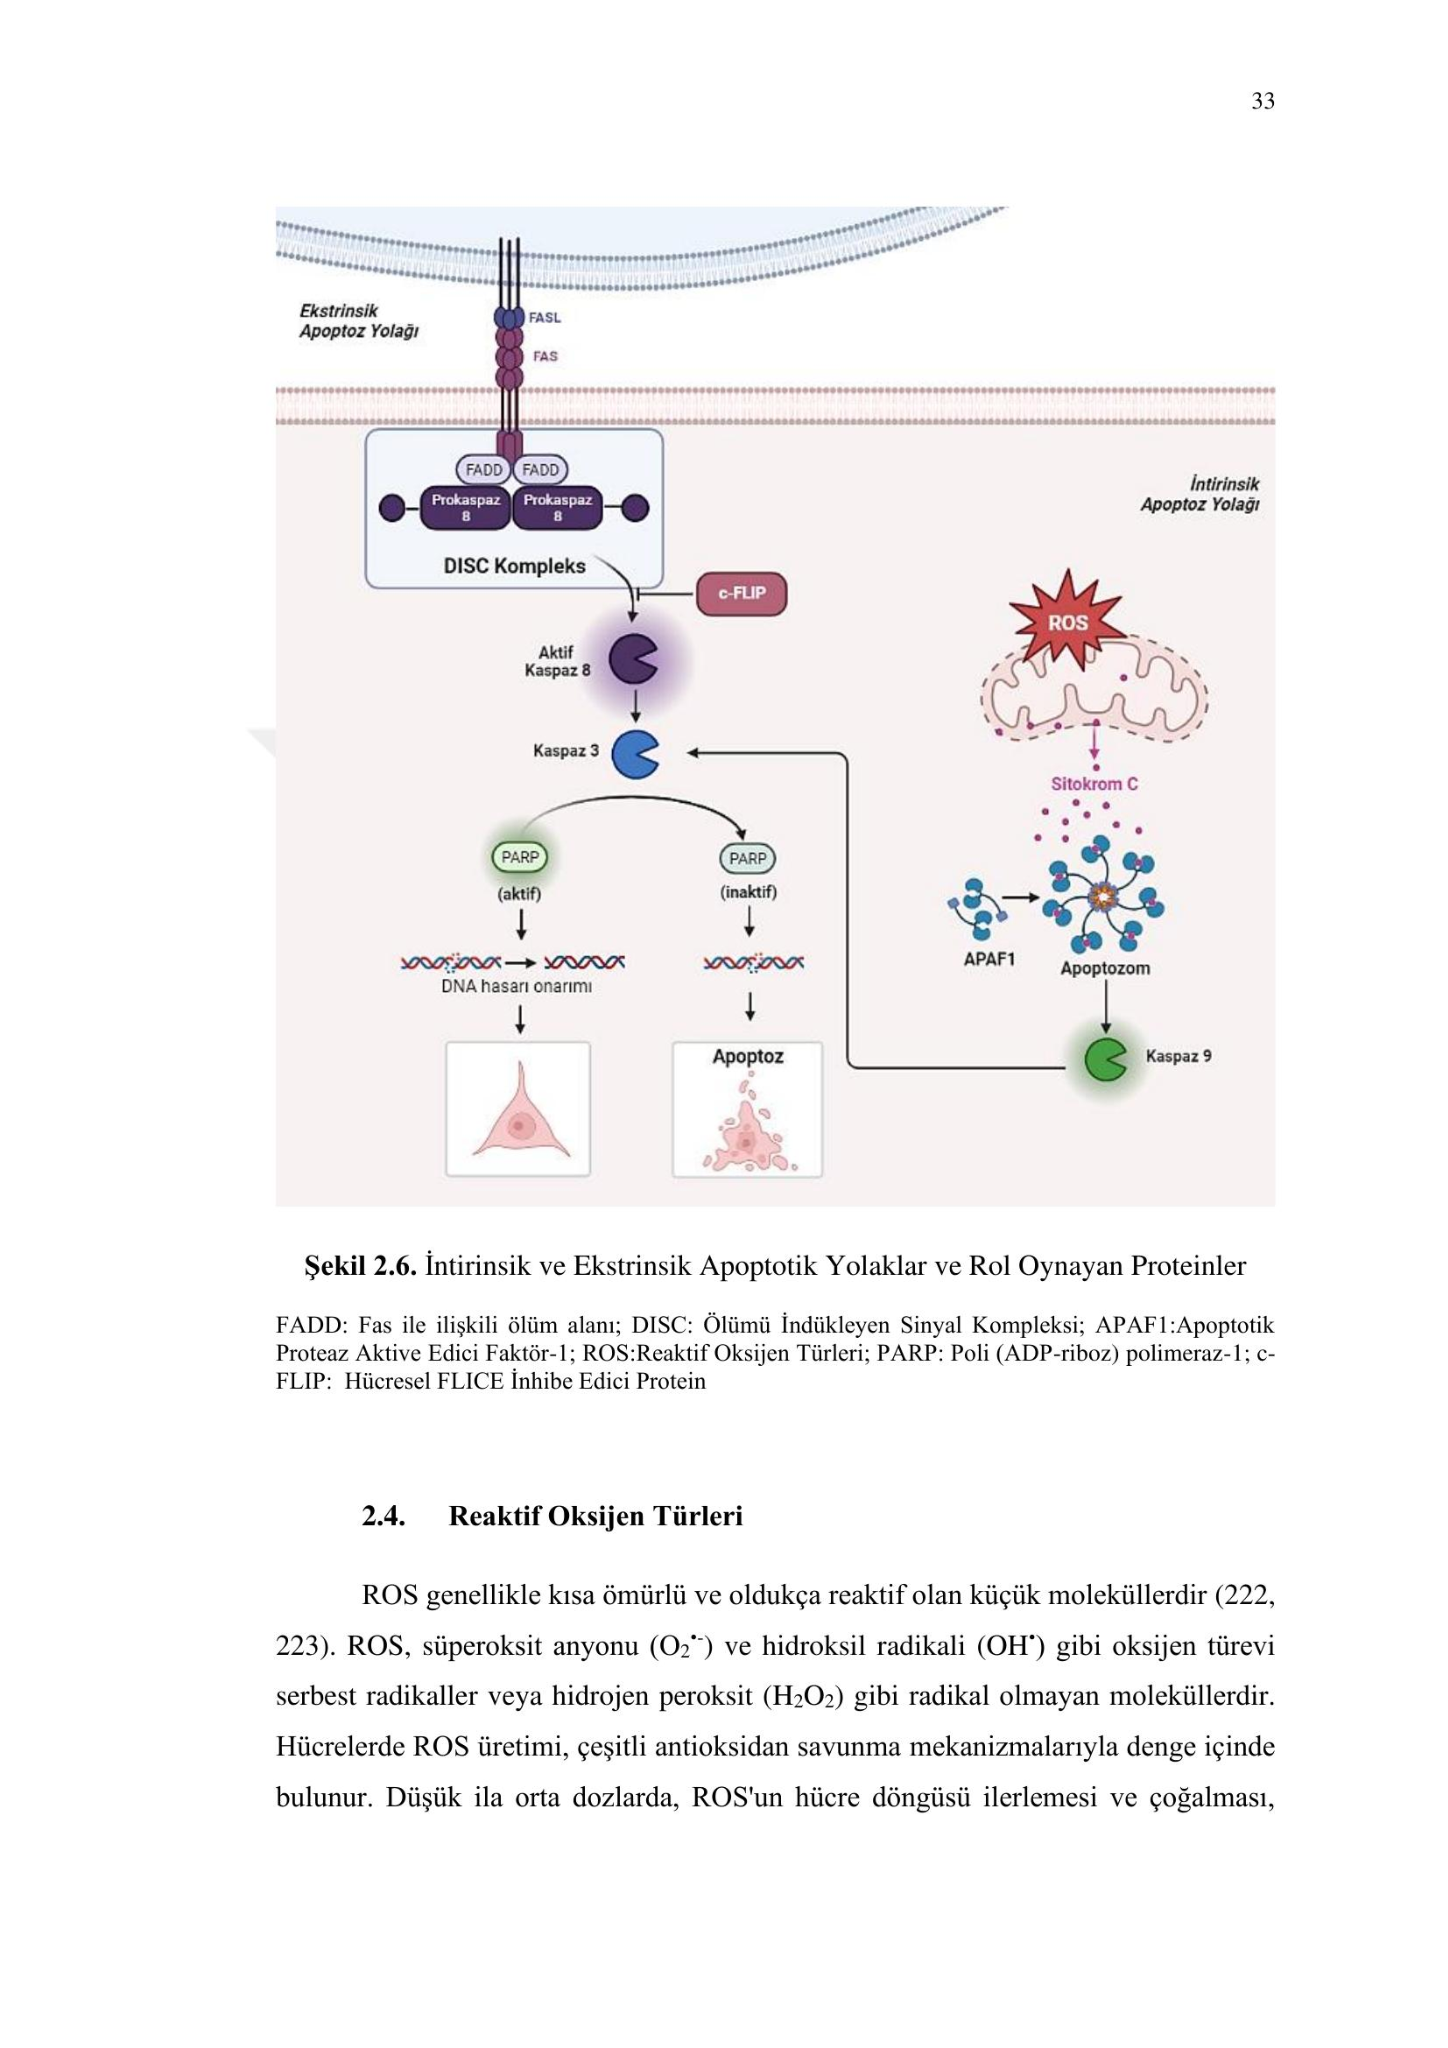 33
Ekstrinsik
Apoptoz Yolağı
FASL
FAS
FADD FADD
Prokaspaz
8
Prokaspaz
8
DISC Kompleks
c-FLIP
İntirinsik
Apoptoz Yolağı
ROS
Aktif
Kaspaz 8
Kaspaz 3
Sitokrom C
PARP
(aktif)
PARP
(inaktif)
APAF1
Apoptozom
DNA hasarı onarımı
Apoptoz
Kaspaz 9
Şekil 2.6. İntirinsik ve Ekstrinsik Apoptotik Yolaklar ve Rol Oynayan Proteinler
FADD: Fas ile ilişkili ölüm alanı; DISC: Ölümü İndükleyen Sinyal Kompleksi; APAF1:Apoptotik
Proteaz Aktive Edici Faktör-1; ROS:Reaktif Oksijen Türleri; PARP: Poli (ADP-riboz) polimeraz-1; c-
FLIP: Hücresel FLICE İnhibe Edici Protein
2.4. Reaktif Oksijen Türleri
ROS genellikle kısa ömürlü ve oldukça reaktif olan küçük moleküllerdir (222,
223). ROS, süperoksit anyonu (O₂•⁻) ve hidroksil radikali (OH•) gibi oksijen türevi
serbest radikaller veya hidrojen peroksit (H₂O₂) gibi radikal olmayan moleküllerdir.
Hücrelerde ROS üretimi, çeşitli antioksidan savunma mekanizmalarıyla denge içinde
bulunur. Düşük ila orta dozlarda, ROS'un hücre döngüsü ilerlemesi ve çoğalması,